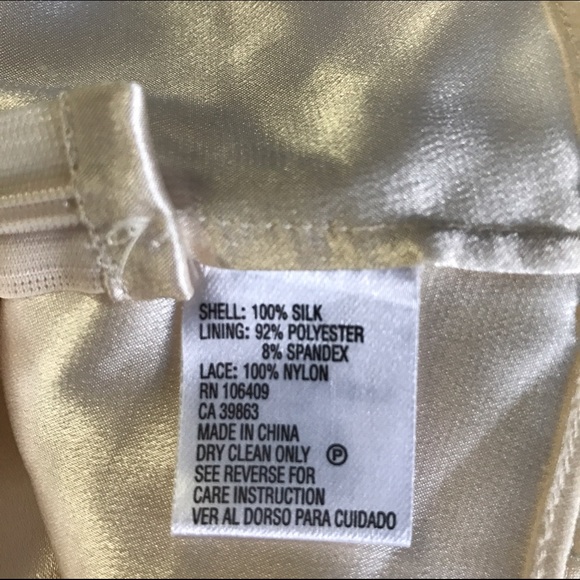 SHELL: 100% SILK
LINING: 92% POLYESTER
8% SPANDEX
LACE: 100% NYLON
RN 106409
CA 39863
MADE IN CHINA
DRY CLEAN ONLY Ⓟ
SEE REVERSE FOR
CARE INSTRUCTION
VER AL DORSO PARA CUIDADO